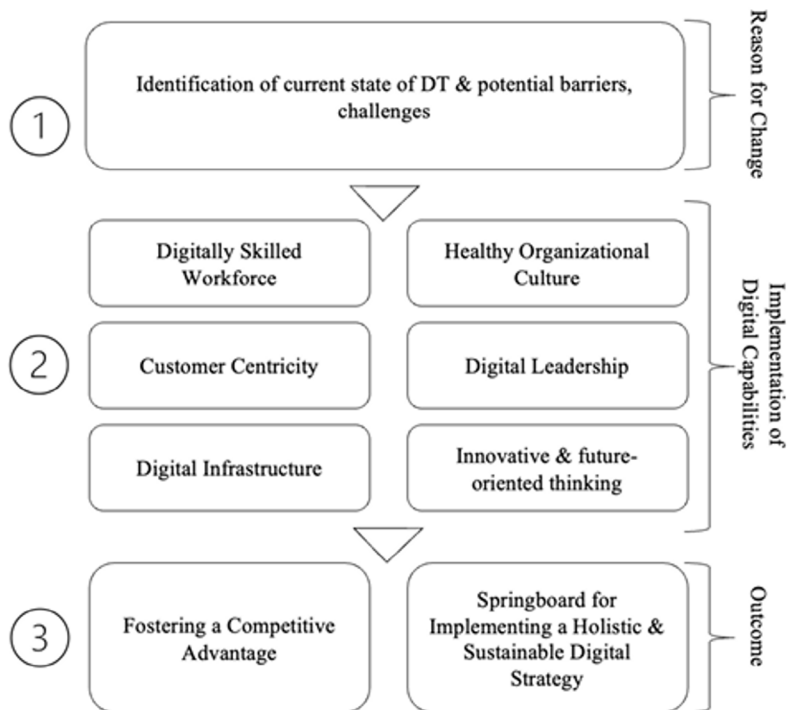 1
Identification of current state of DT & potential barriers,
challenges
Reason for Change
2
Digitally Skilled
Workforce
Healthy Organizational
Culture
Customer Centricity
Digital Leadership
Digital Infrastructure
Innovative & future-
oriented thinking
Implementation of
Digital Capabilities
3
Fostering a Competitive
Advantage
Springboard for
Implementing a Holistic &
Sustainable Digital
Strategy
Outcome